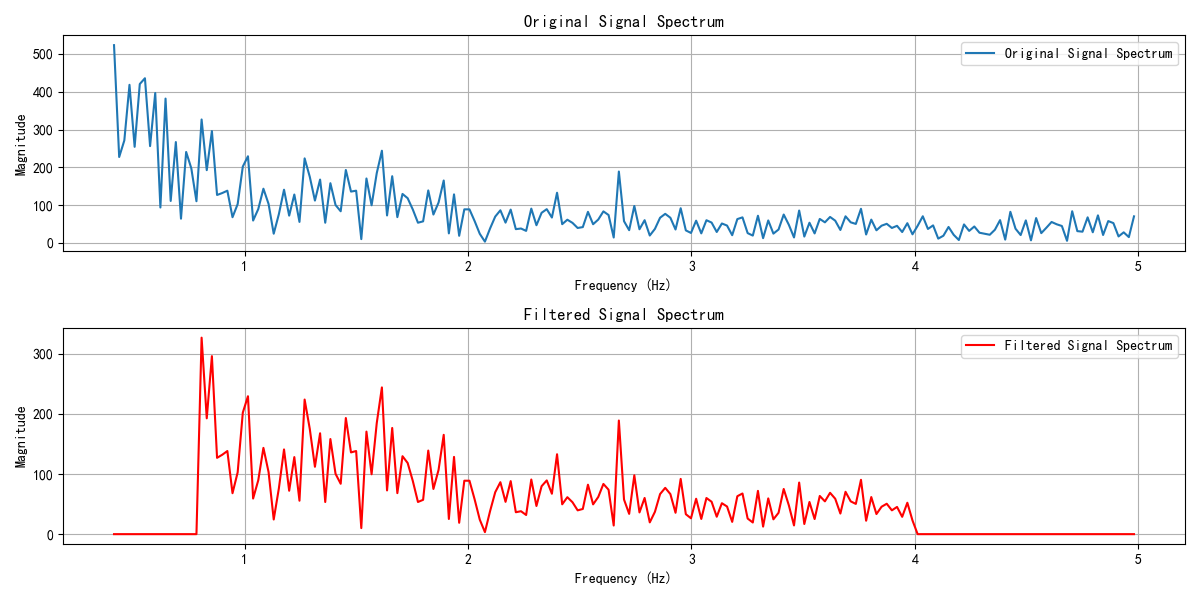 Original Signal Spectrum
Original Signal Spectrum
500
400
300
200
100
0
Magnitude
1 2 3 4 5
Frequency (Hz)
Filtered Signal Spectrum
Filtered Signal Spectrum
300
200
100
0
Magnitude
1 2 3 4 5
Frequency (Hz)